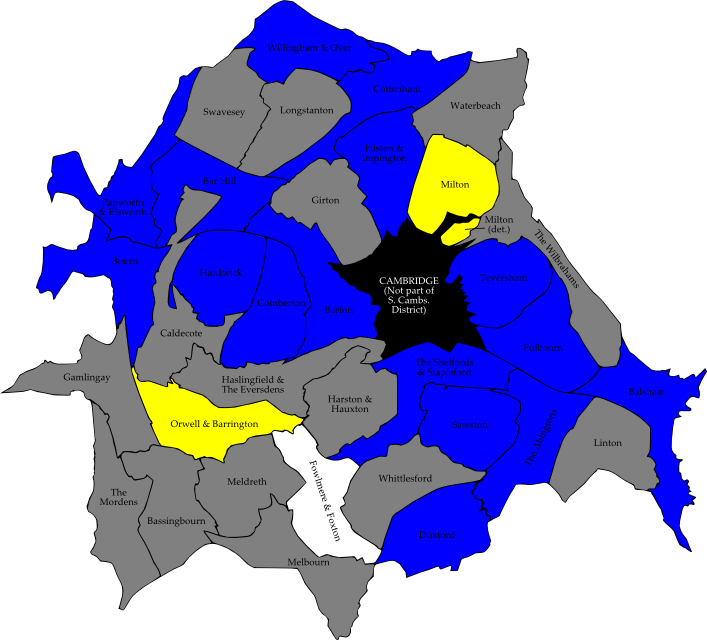 Willingham & Over
Cottenham
Swavesey
Longstanton
Waterbeach
Histon &
Impington
Bar Hill
Milton
Papworth
& Elsworth
Girton
Milton
(det.)
The Wilbrahams
Bourn
Hardwick
Comberton
Barton
CAMBRIDGE
(Not part of
S. Cambs.
District)
Teversham
Caldecote
Fulbourn
Gamlingay
Haslingfield &
The Eversdens
The Shelfords
& Stapleford
Balsham
Harston &
Hauxton
Orwell & Barrington
Sawston
The Abingtons
Linton
The
Mordens
Bassingbourn
Meldreth
Fowlmere & Foxton
Whittlesford
Duxford
Melbourn